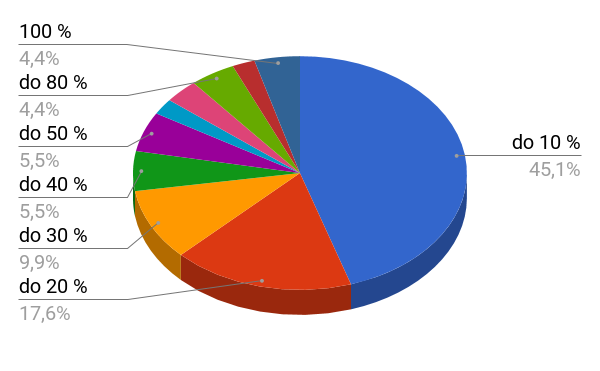 100 %
4,4%
do 80 %
4,4%
do 50 %
5,5%
do 40 %
5,5%
do 30 %
9,9%
do 20 %
17,6%
do 10 %
45,1%